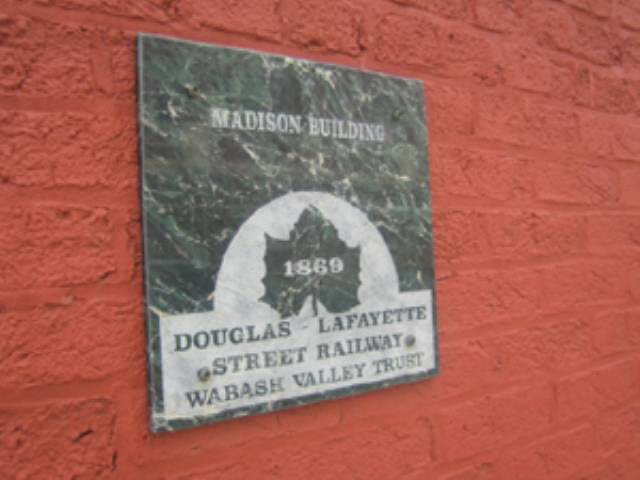 MADISON BUILDING
1869
DOUGLAS - LAFAYETTE
STREET RAILWAY
WABASH VALLEY TRUST